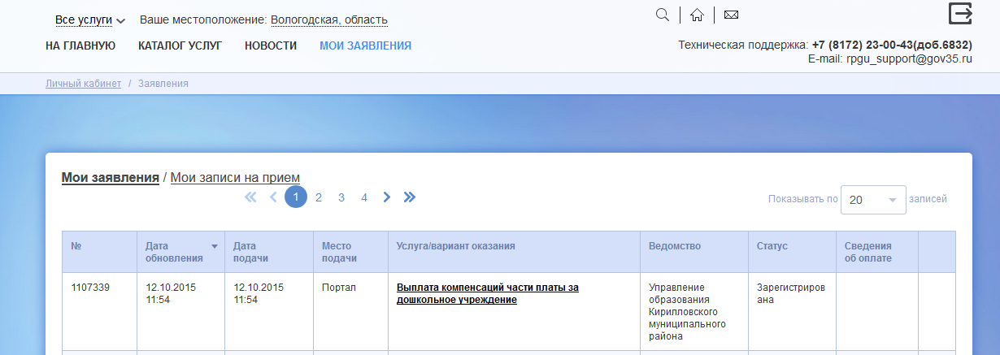 Все услуги Ваше местоположение: Вологодская, область
НА ГЛАВНУЮ КАТАЛОГ УСЛУГ НОВОСТИ МОИ ЗАЯВЛЕНИЯ
Техническая поддержка: +7 (8172) 23-00-43(доб.6832)
E-mail: rpgu_support@gov35.ru
Личный кабинет / Заявления
Мои заявления / Мои записи на прием
1 2 3 4
Показывать по 20 записей
№
Дата
обновления
Дата
подачи
Место
подачи
Услуга/вариант оказания
Ведомство
Статус
Сведения
об оплате
1107339
12.10.2015
11:54
12.10.2015
11:54
Портал
Выплата компенсаций части платы за
дошкольное учреждение
Управление
образования
Кирилловского
муниципального
района
Зарегистриров
ана